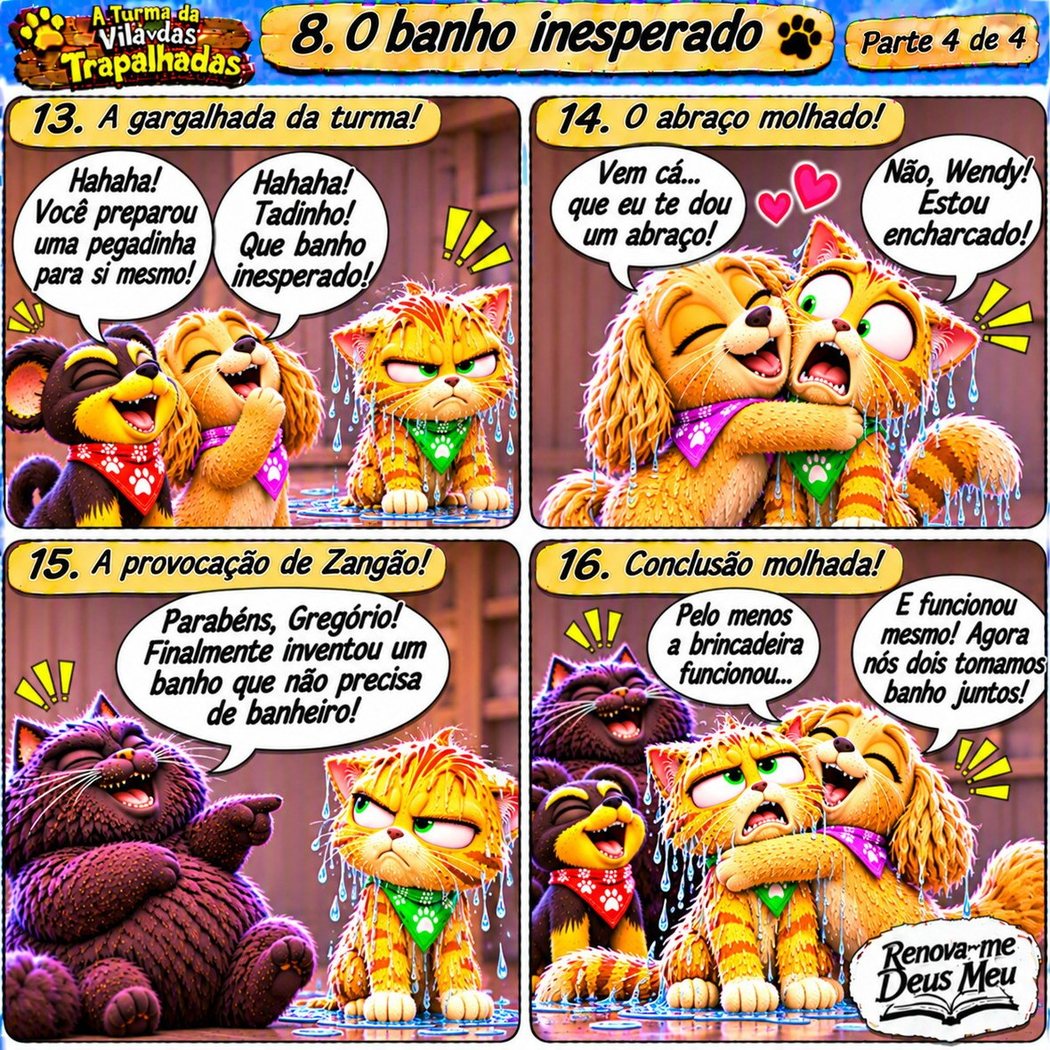 A Turma da
Vila das
Trapalhadas
8. O banho inesperado
Parte 4 de 4
13. A gargalhada da turma!
Hahaha!
Você preparou
uma pegadinha
para si mesmo!
Hahaha!
Tadinho!
Que banho
inesperado!
14. O abraço molhado!
Vem cá...
que eu te dou
um abraço!
Não, Wendy!
Estou
encharcado!
15. A provocação de Zangão!
Parabéns, Gregório!
Finalmente inventou um
banho que não precisa
de banheiro!
16. Conclusão molhada!
Pelo menos
a brincadeira
funcionou...
E funcionou
mesmo! Agora
nós dois tomamos
banho juntos!
Renova-me
Deus Meu